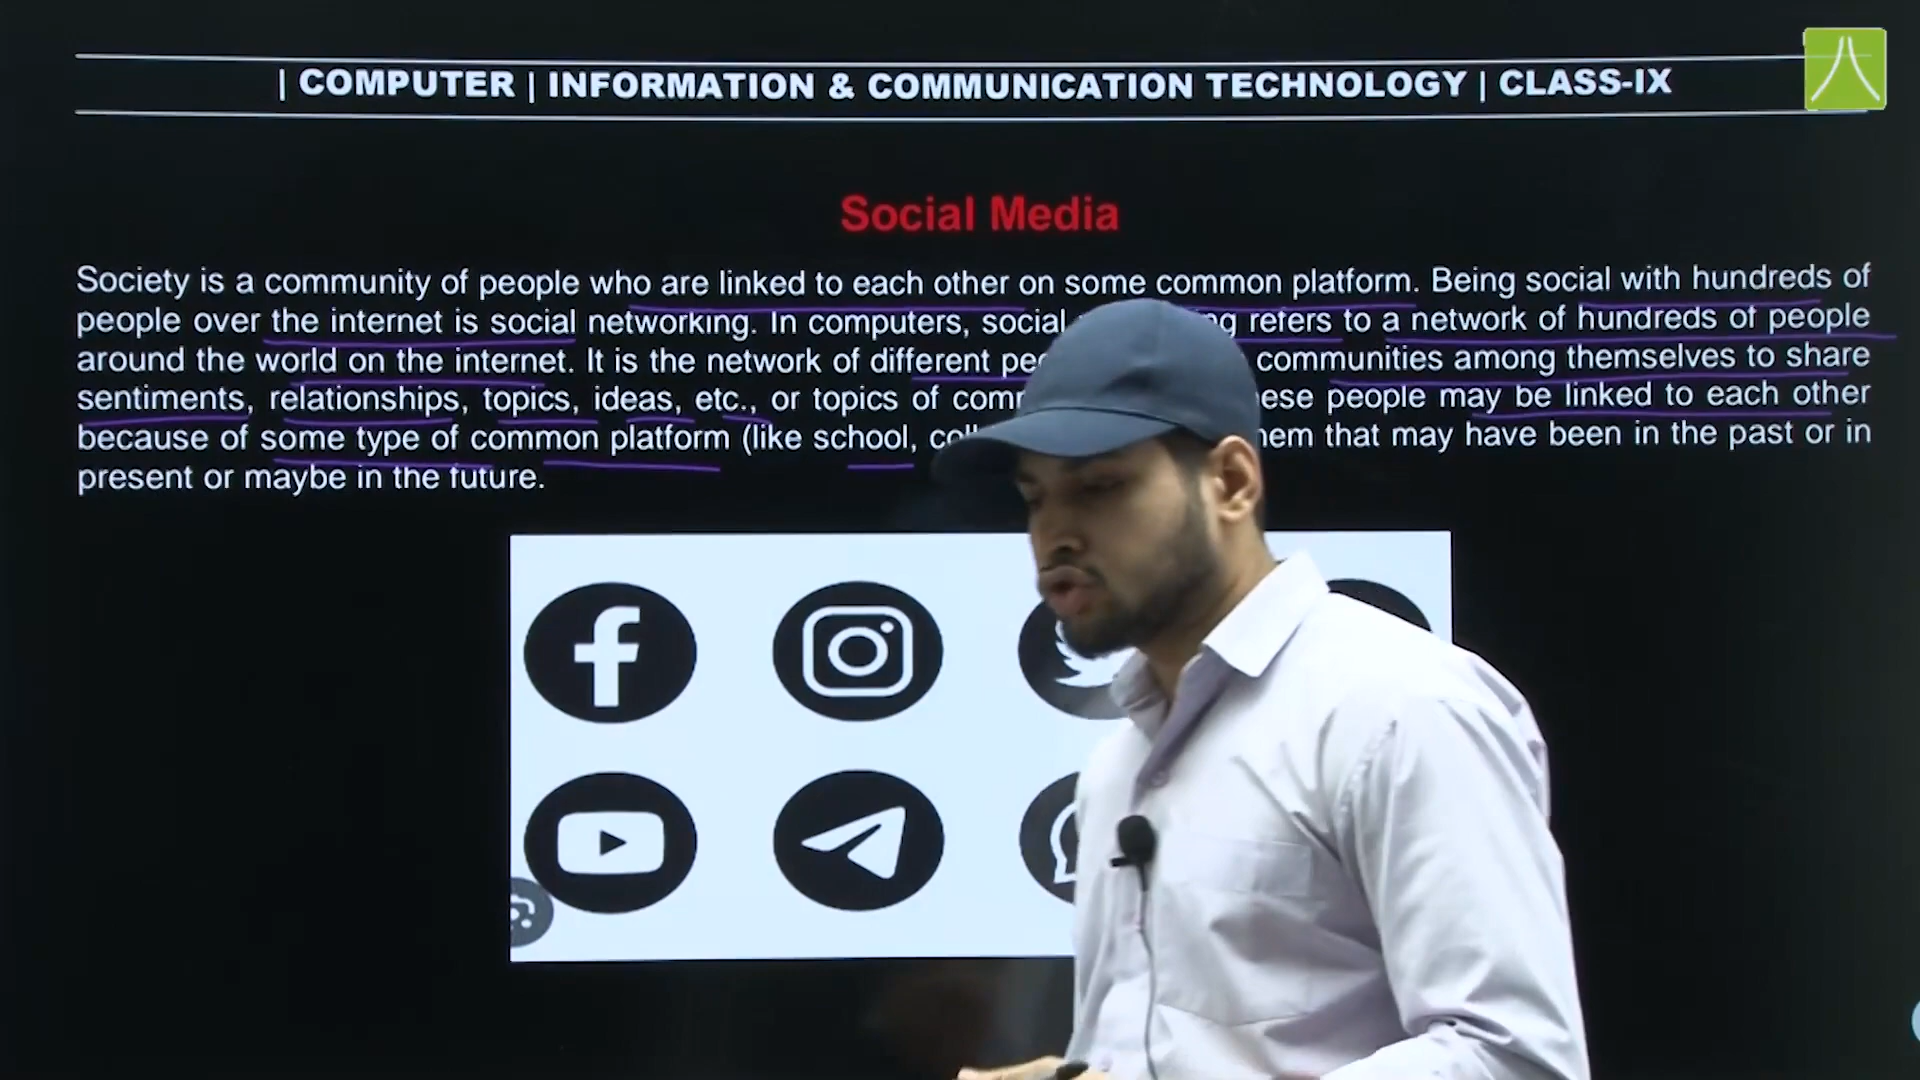 | COMPUTER | INFORMATION & COMMUNICATION TECHNOLOGY | CLASS-IX
Social Media
Society is a community of people who are linked to each other on some common platform. Being social with hundreds of
people over the internet is social networking. In computers, social refers to a network of hundreds of people
around the world on the internet. It is the network of different communities among themselves to share
sentiments, relationships, topics, ideas, etc., or topics of people may be linked to each other
because of some type of common platform (like school, that may have been in the past or in
present or maybe in the future.